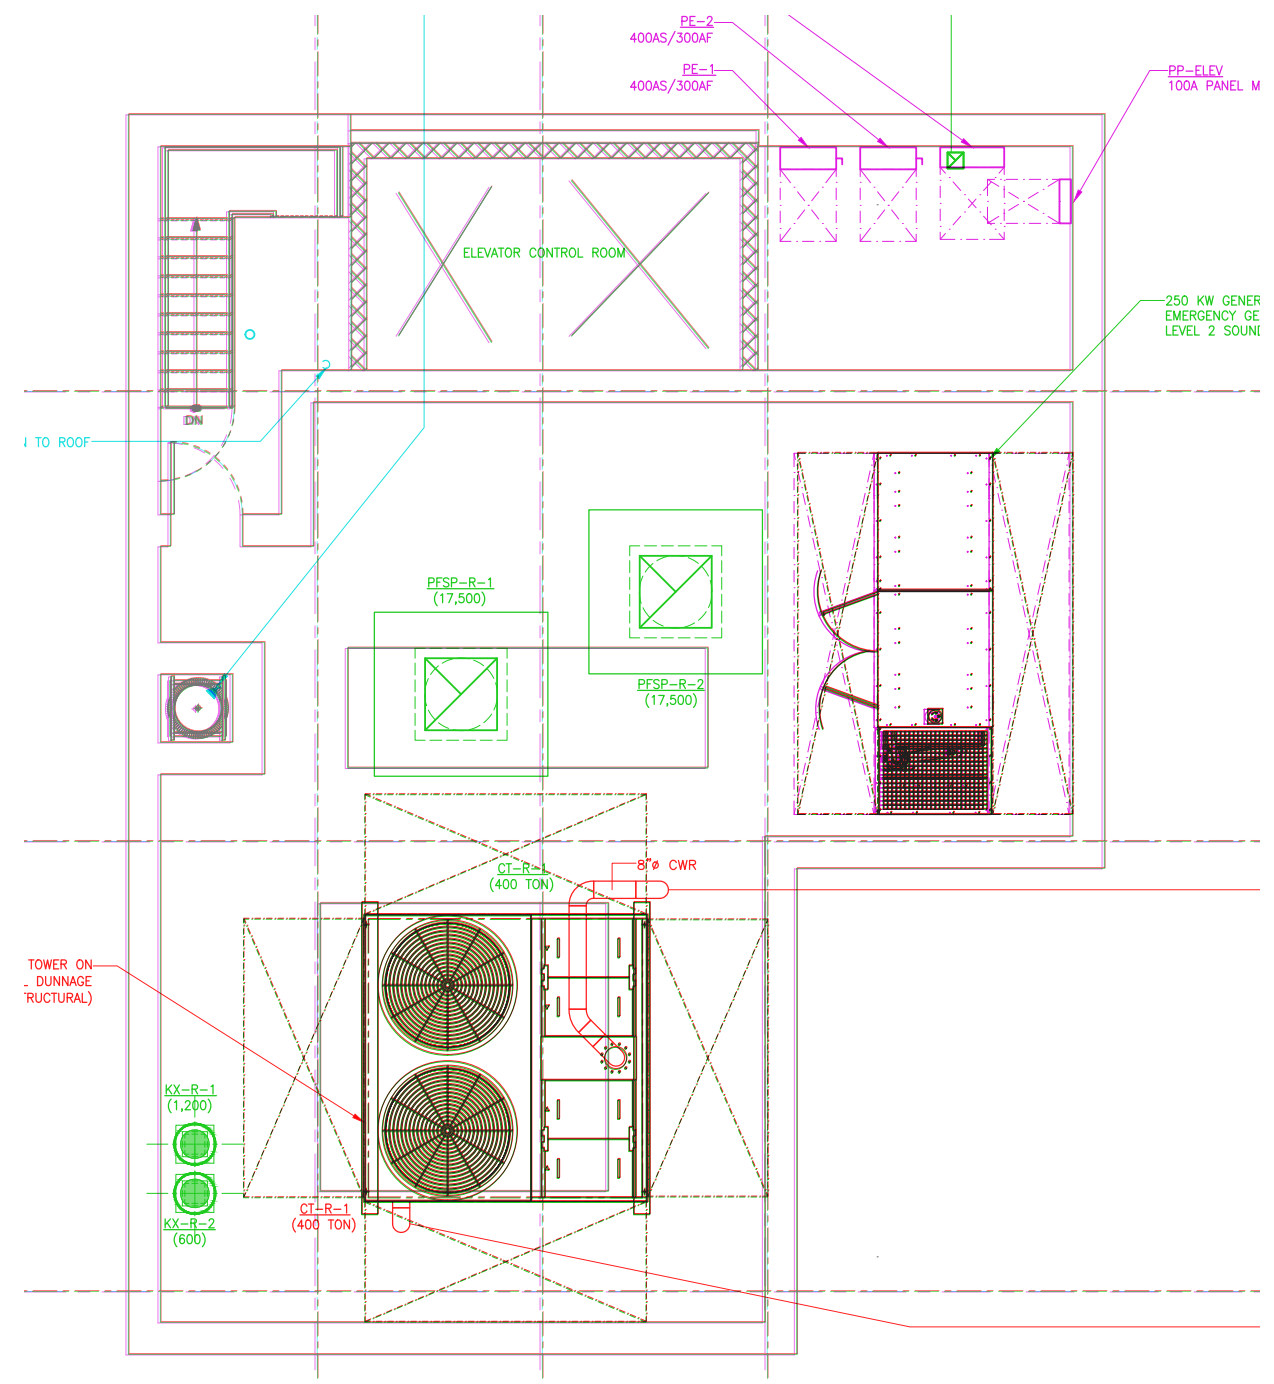 PE-2
400AS/300AF
PE-1
400AS/300AF
PP-ELEV
100A PANEL M
ELEVATOR CONTROL ROOM
250 KW GENER
EMERGENCY GE
LEVEL 2 SOUN
DN
TO ROOF
PFSP-R-1
(17,500)
PFSP-R-2
(17,500)
CT-R-1
(400 TON)
8"ø CWR
TOWER ON
DUNNAGE
RUCTURAL)
KX-R-1
(1,200)
KX-R-2
(600)
CT-R-1
(400 TON)